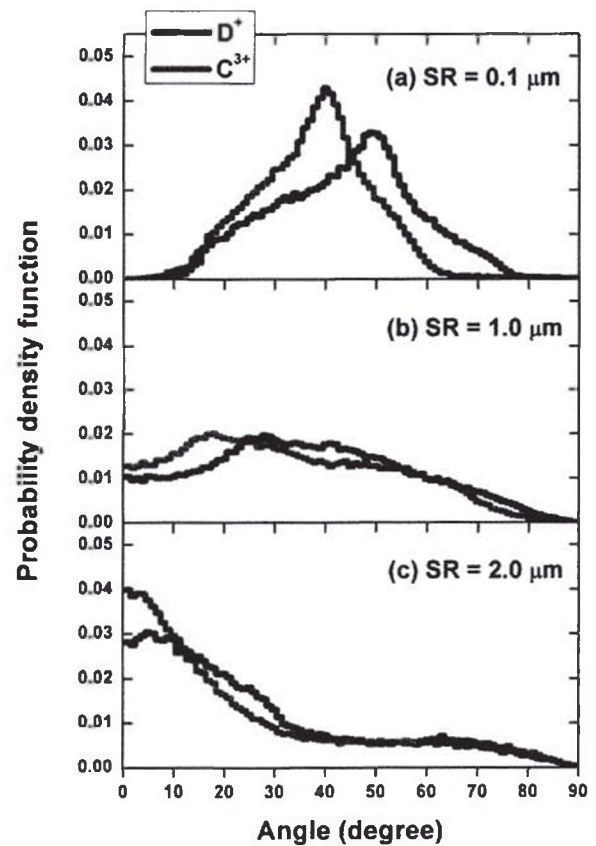 D+
C3+
(a) SR = 0.1 μm
0.05
0.04
0.03
0.02
0.01
0.00
(b) SR = 1.0 μm
0.05
0.04
0.03
0.02
0.01
0.00
(c) SR = 2.0 μm
0.05
0.04
0.03
0.02
0.01
0.00
Probability density function
0 10 20 30 40 50 60 70 80 90
Angle (degree)